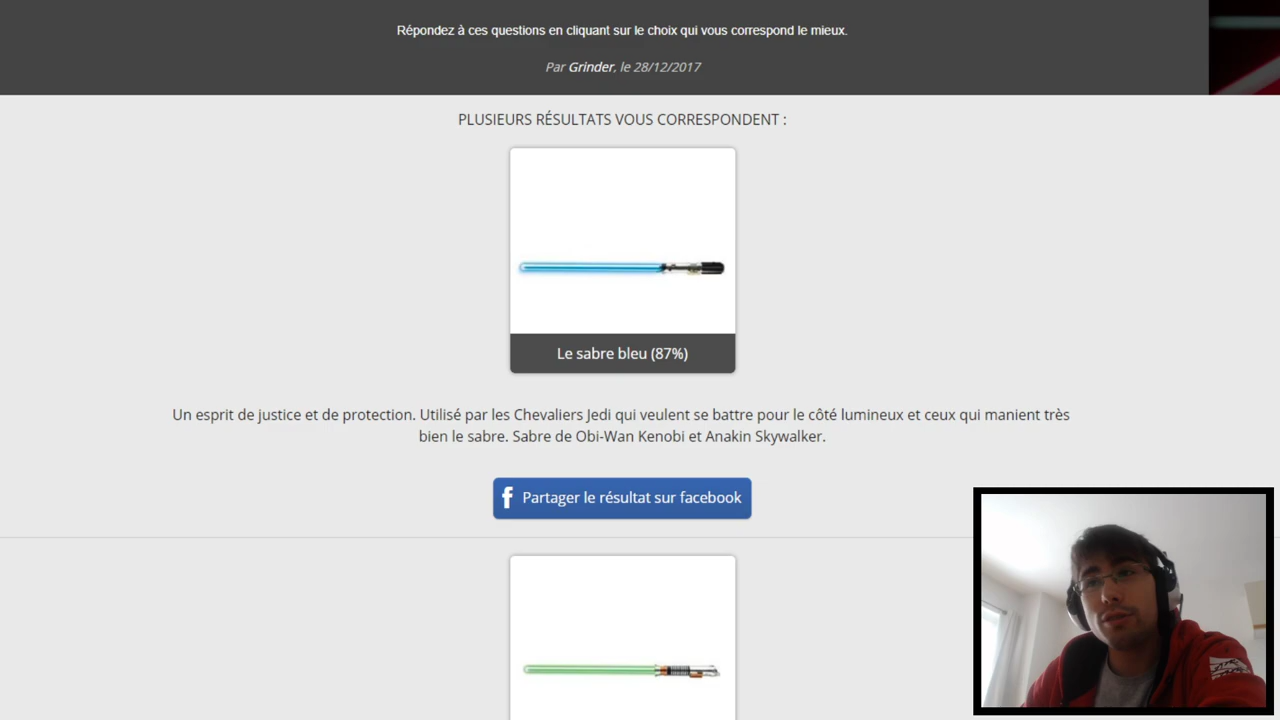 Répondez à ces questions en cliquant sur le choix qui vous correspond le mieux.
Par Grinder, le 28/12/2017
PLUSIEURS RÉSULTATS VOUS CORRESPONDENT :
Le sabre bleu (87%)
Un esprit de justice et de protection. Utilisé par les Chevaliers Jedi qui veulent se battre pour le côté lumineux et ceux qui manient très
bien le sabre. Sabre de Obi-Wan Kenobi et Anakin Skywalker.
f Partager le résultat sur facebook